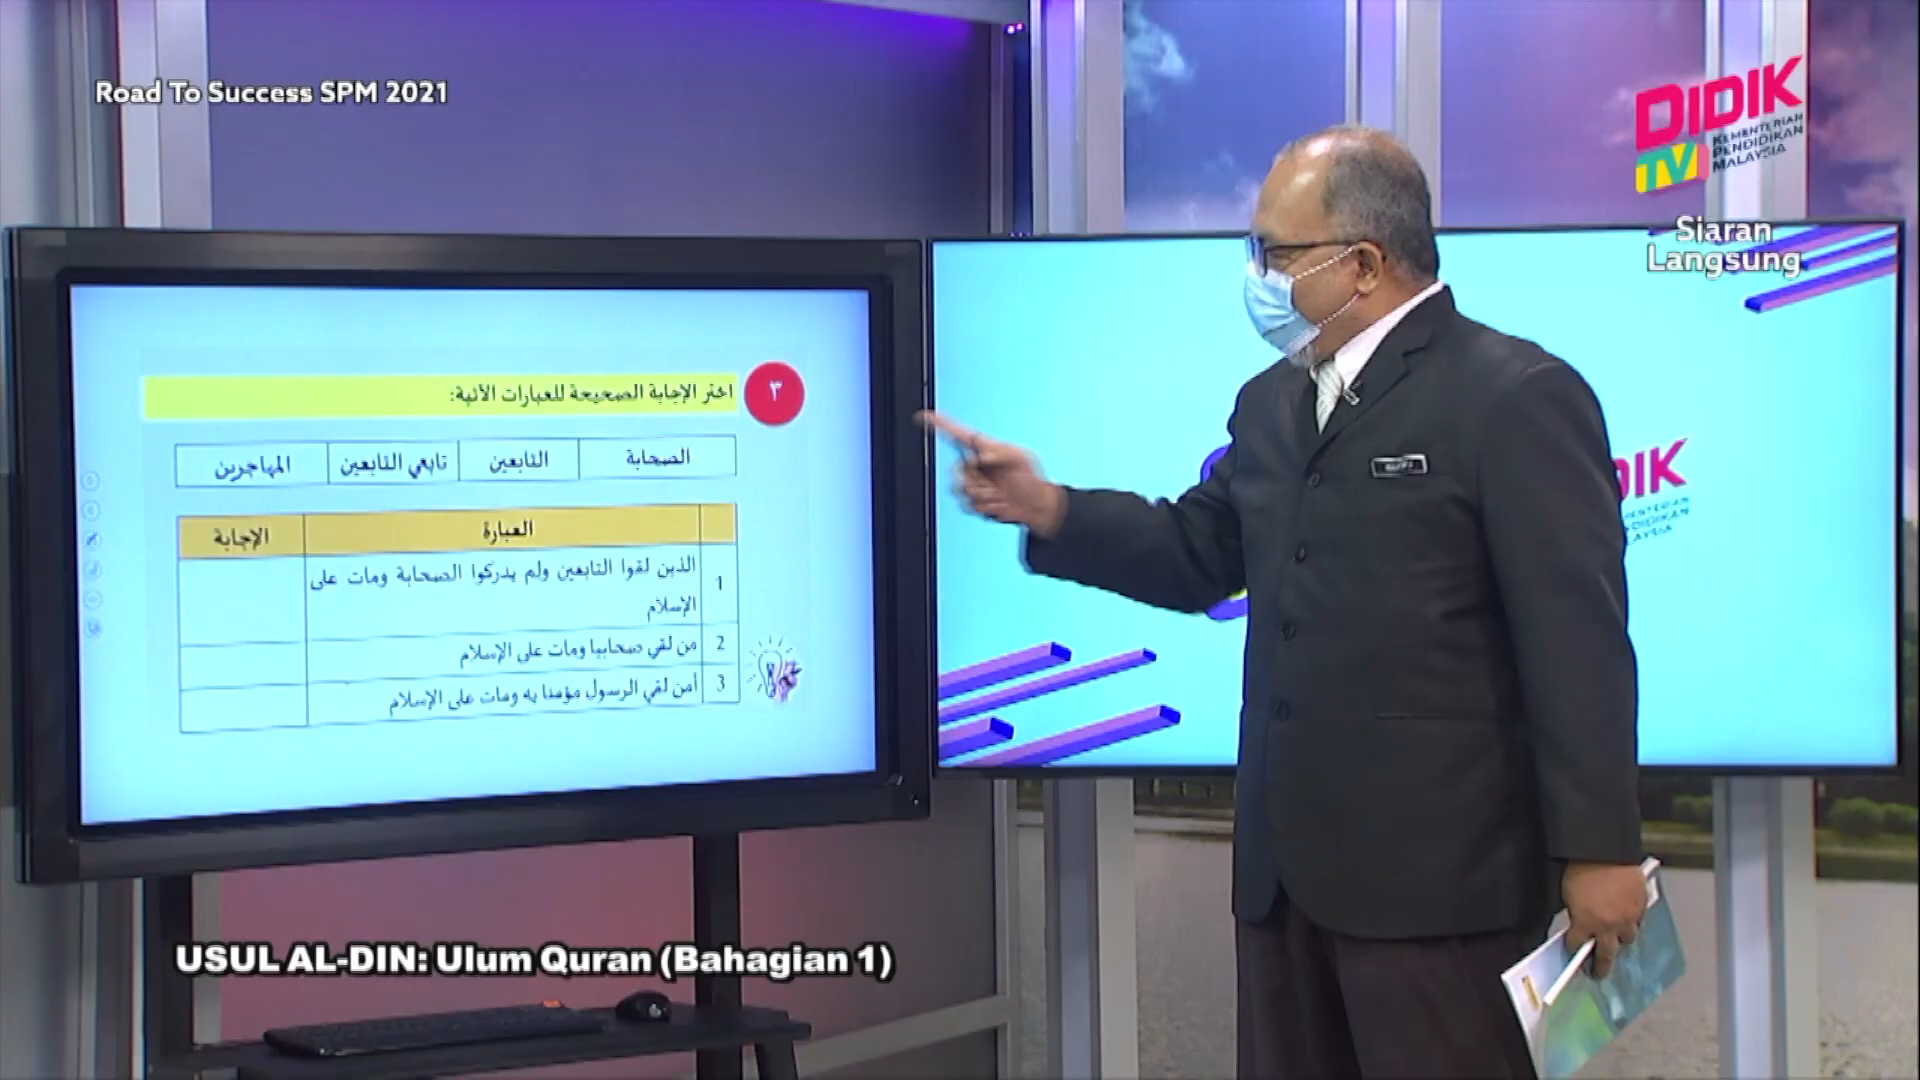 Road To Success SPM 2021
DIDIK
TV
KEMENTERIAN
PENDIDIKAN
MALAYSIA
Siaran
Langsung
٣
اختر الإجابة الصحيحة للعبارات الآتية:
الصحابة التابعين تابعي التابعين المهاجرين
العبارة الإجابة
1 الذين لقوا التابعين ولم يدركوا الصحابة ومات على
الإسلام
2 من لقي صحابيا ومات على الإسلام
3 أمن لقي الرسول مؤمنا به ومات على الإسلام
DIK
USUL AL-DIN: Ulum Quran (Bahagian 1)